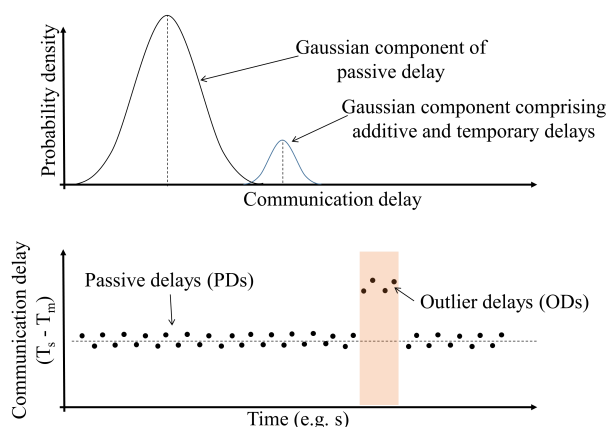 Probability density
Gaussian component of
passive delay
Gaussian component comprising
additive and temporary delays
Communication delay
Communication delay
(Ts - Tm)
Passive delays (PDs)
Outlier delays (ODs)
Time (e.g. s)